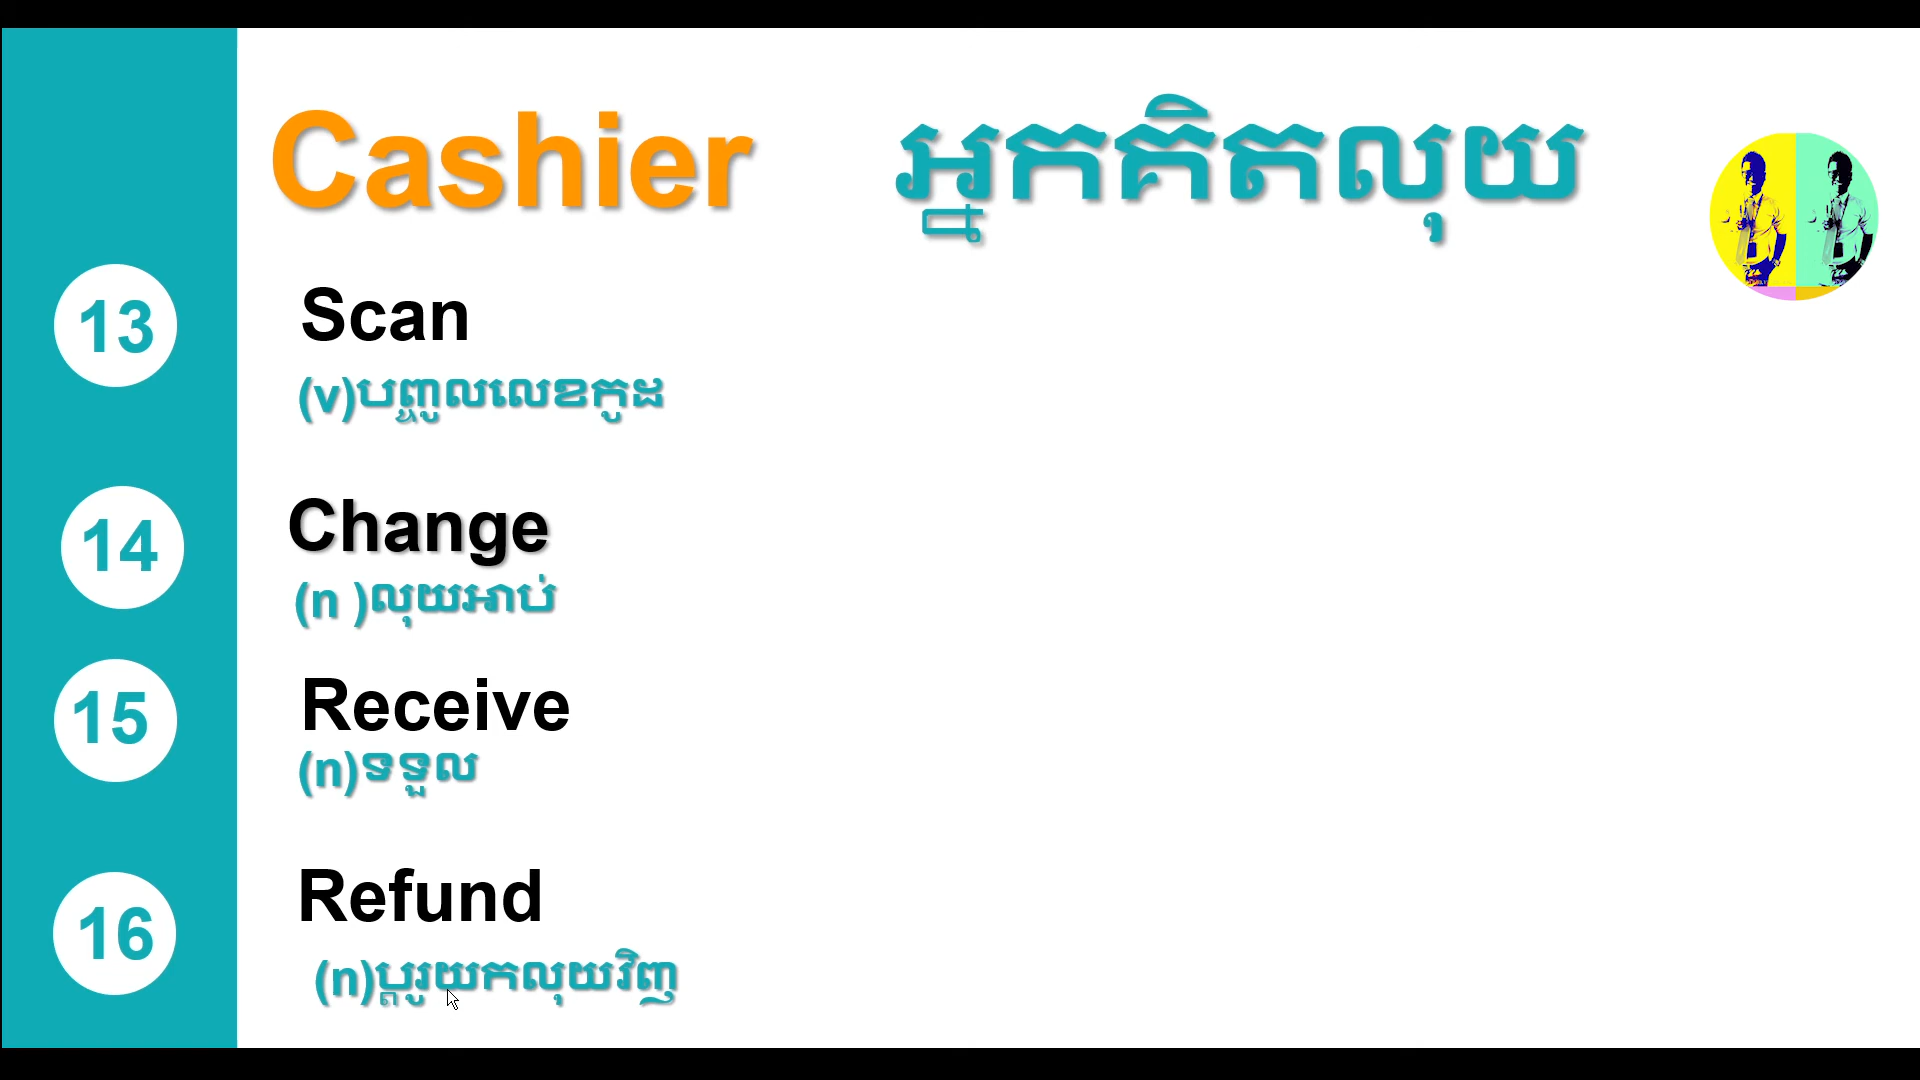 Cashier អ្នកគិតលុយ
13 Scan
(v)បញ្ចូលលេខកូដ
14 Change
(n )លុយអាប់
15 Receive
(n)ទទួល
16 Refund
(n)ប្តូរយកលុយវិញ